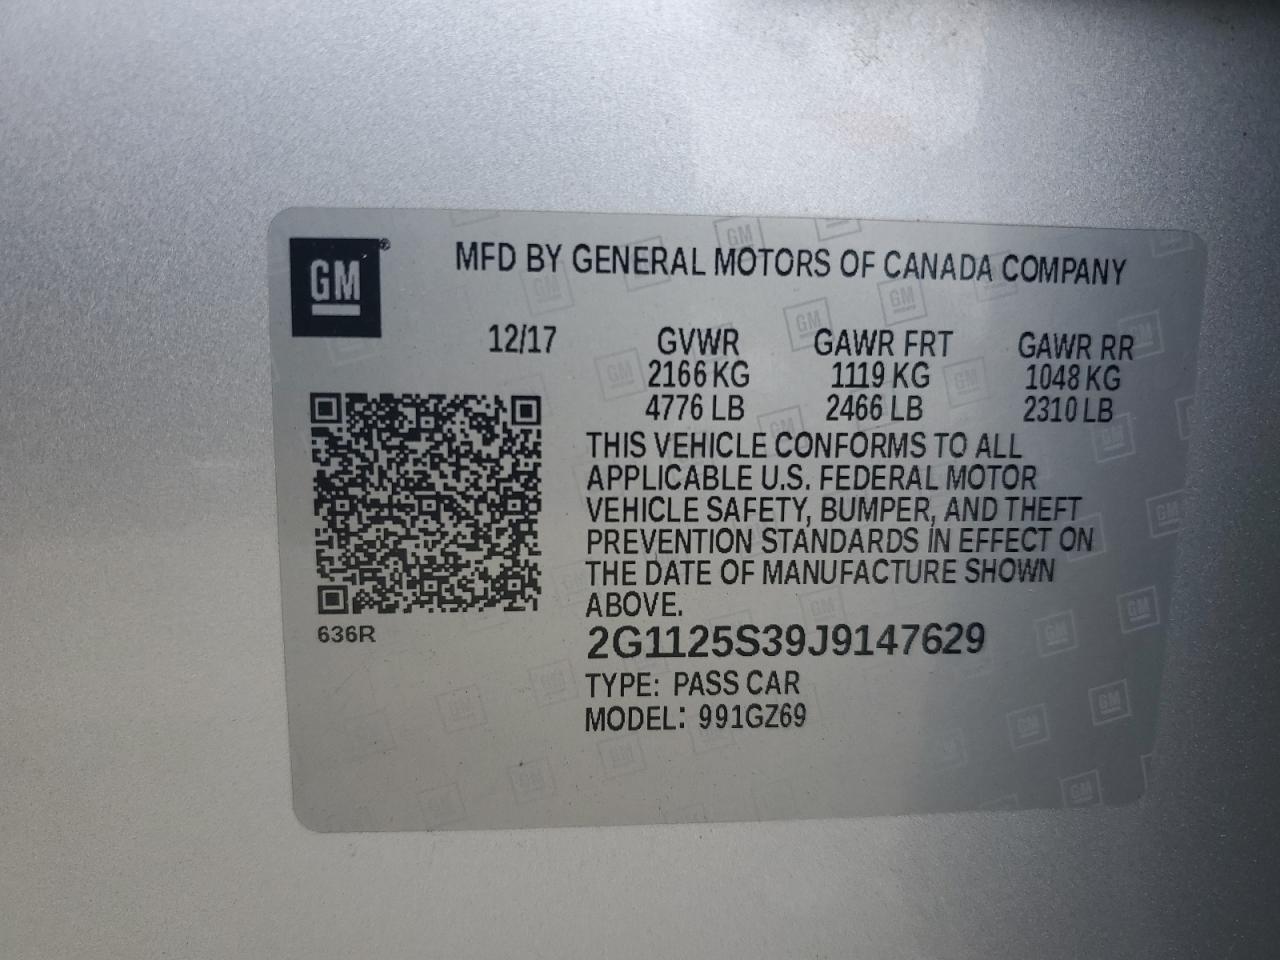 GM®
MFD BY GENERAL MOTORS OF CANADA COMPANY
12/17 GVWR GAWR FRT GAWR RR
2166 KG 1119 KG 1048 KG
4776 LB 2466 LB 2310 LB
THIS VEHICLE CONFORMS TO ALL
APPLICABLE U.S. FEDERAL MOTOR
VEHICLE SAFETY, BUMPER, AND THEFT
PREVENTION STANDARDS IN EFFECT ON
THE DATE OF MANUFACTURE SHOWN
ABOVE.
636R
2G1125S39J9147629
TYPE: PASS CAR
MODEL: 991GZ69